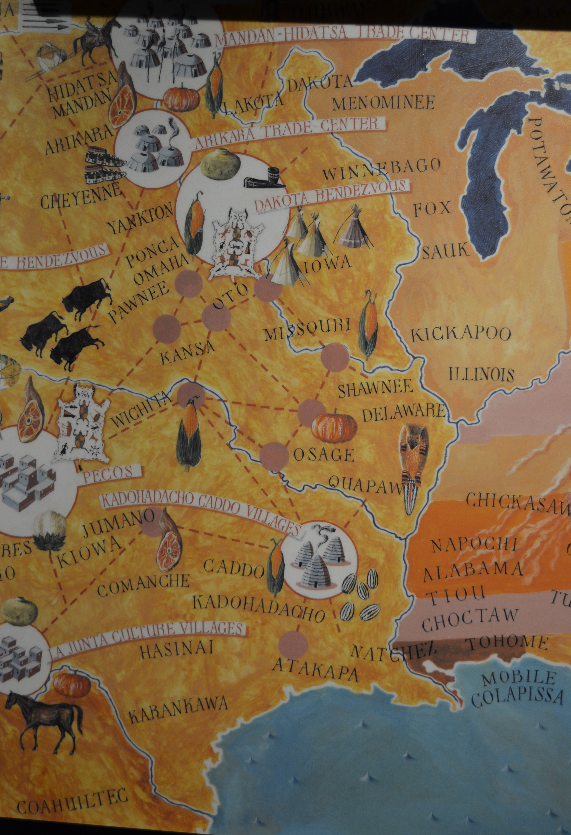 MANDAN-HIDATSA TRADE CENTER
HIDATSA
MANDAN
LAKOTA
DAKOTA
MENOMINEE
ARIKARA
ARIKARA TRADE CENTER
CHEYENNE
WINNEBAGO
DAKOTA RENDEZVOUS
YANKTON
FOX
PONCA
OMAHA
PAWNEE
RENDEZVOUS
SAUK
IOWA
OTO
MISSOURI
KICKAPOO
KANSA
ILLINOIS
SHAWNEE
DELAWARE
WICHITA
OSAGE
QUAPAW
PECOS
KADOHADACHO CADDO VILLAGES
CHICKASAW
JUMANO
KIOWA
NAPOCHI
ALABAMA
COMANCHE
CADDO
TIOU
KADOHADACHO
CHOCTAW
A JUNTA CULTURE VILLAGES
HASINAI
NATCHEZ
TOHOME
ATAKAPA
MOBILE
COLAPISSA
KARANKAWA
COAHUILTEC